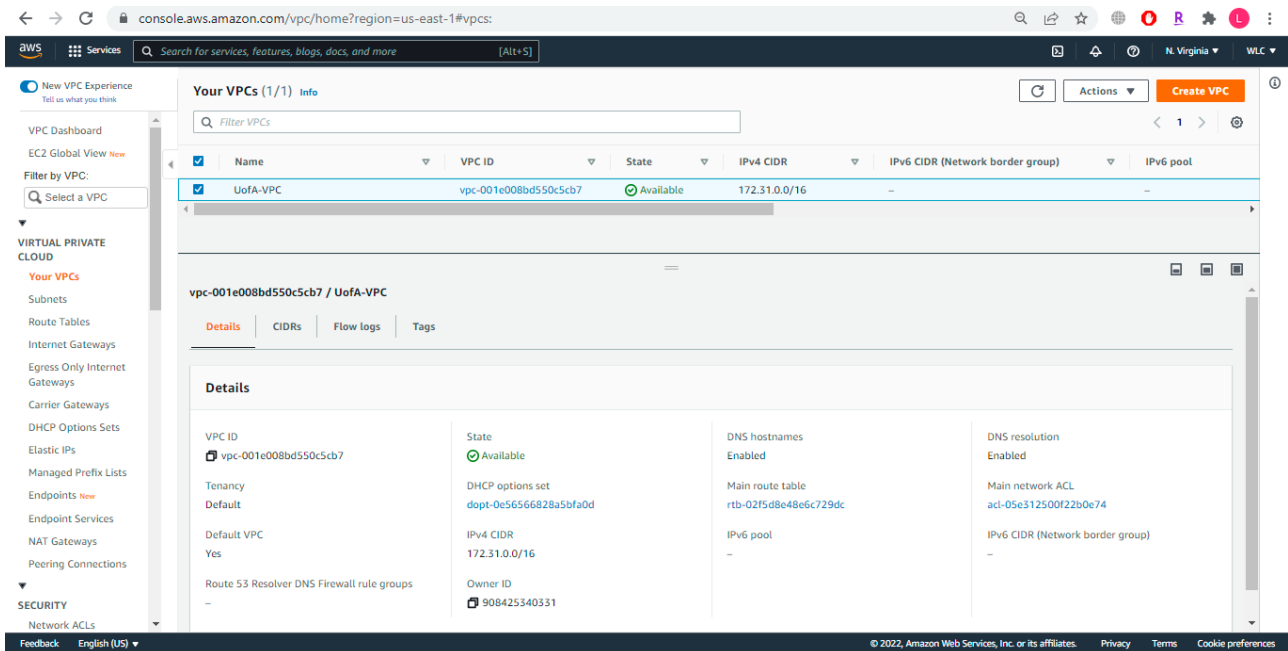 console.aws.amazon.com/vpc/home?region=us-east-1#vpcs:
R
L
aws Services Search for services, features, blogs, docs, and more [Alt+S] N. Virginia WLC
New VPC Experience
Tell us what you think
VPC Dashboard
EC2 Global View New
Filter by VPC:
Select a VPC
VIRTUAL PRIVATE
CLOUD
Your VPCs
Subnets
Route Tables
Internet Gateways
Egress Only Internet
Gateways
Carrier Gateways
DHCP Options Sets
Elastic IPs
Managed Prefix Lists
Endpoints New
Endpoint Services
NAT Gateways
Peering Connections
SECURITY
Network ACLs
Your VPCs (1/1) Info Actions Create VPC
Filter VPCs 1
Name VPC ID State IPv4 CIDR IPv6 CIDR (Network border group) IPv6 pool
UofA-VPC vpc-001e008bd550c5cb7 Available 172.31.0.0/16 – –
vpc-001e008bd550c5cb7 / UofA-VPC
Details CIDRs Flow logs Tags
Details
VPC ID State DNS hostnames DNS resolution
vpc-001e008bd550c5cb7 Available Enabled Enabled
Tenancy DHCP options set Main route table Main network ACL
Default dopt-0e56566828a5bfa0d rtb-02f5d8e48e6c729dc acl-05e312500f22b0e74
Default VPC IPv4 CIDR IPv6 pool IPv6 CIDR (Network border group)
Yes 172.31.0.0/16 – –
Route 53 Resolver DNS Firewall rule groups Owner ID
– 908425340331
Feedback English (US) © 2022, Amazon Web Services, Inc. or its affiliates. Privacy Terms Cookie preferences